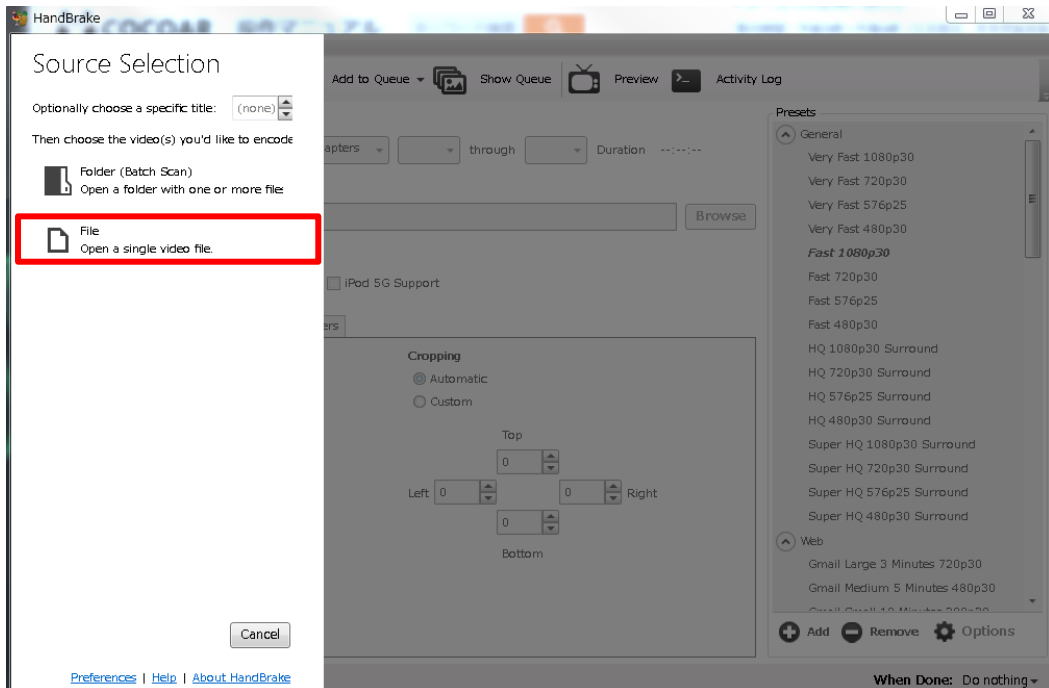 HandBrake
COCOAR
Source Selection
Optionally choose a specific title: (none)
Then choose the video(s) you'd like to encode
Folder (Batch Scan)
Open a folder with one or more files
File
Open a single video file.
Cancel
Preferences | Help | About HandBrake
Add to Queue
Show Queue
Preview
Activity Log
apters
through
Duration --:--:--
Browse
iPod 5G Support
ers
Cropping
Automatic
Custom
Top
0
Left 0
0 Right
0
Bottom
Presets
General
Very Fast 1080p30
Very Fast 720p30
Very Fast 576p25
Very Fast 480p30
Fast 1080p30
Fast 720p30
Fast 576p25
Fast 480p30
HQ 1080p30 Surround
HQ 720p30 Surround
HQ 576p25 Surround
HQ 480p30 Surround
Super HQ 1080p30 Surround
Super HQ 720p30 Surround
Super HQ 576p25 Surround
Super HQ 480p30 Surround
Web
Gmail Large 3 Minutes 720p30
Gmail Medium 5 Minutes 480p30
Add
Remove
Options
When Done: Do nothing